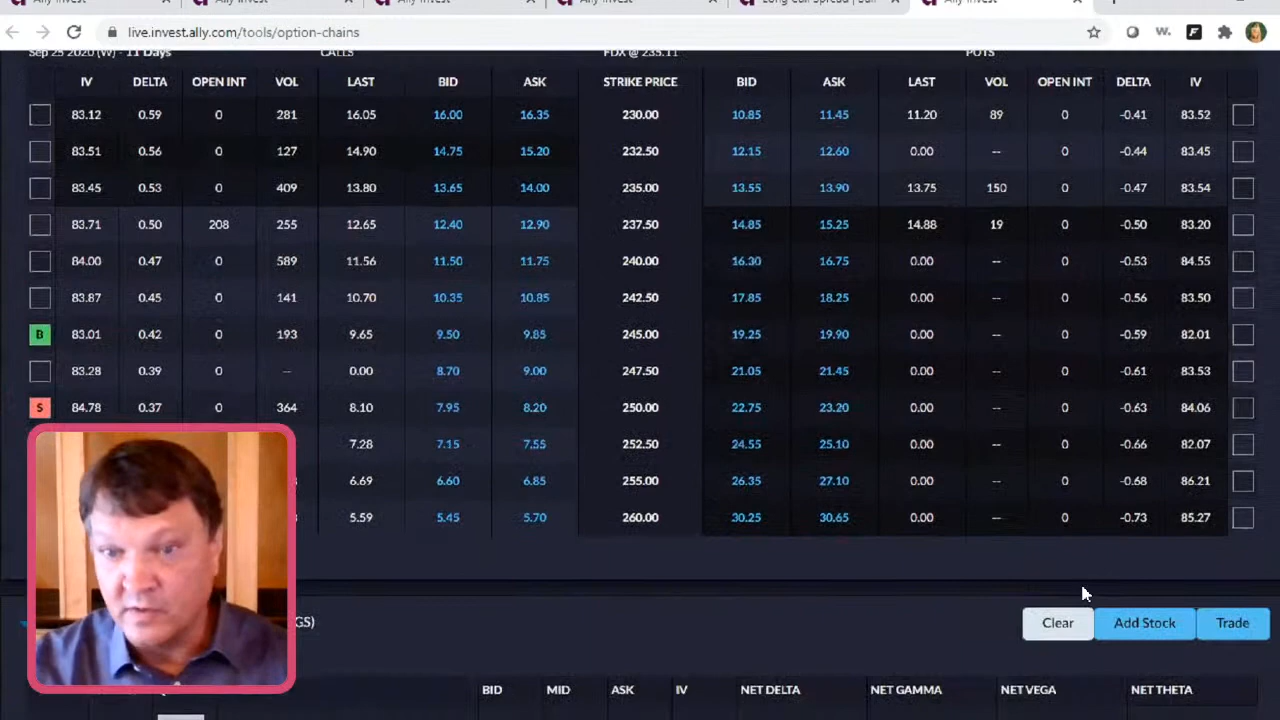 Ally Invest
Ally Invest
Ally Invest
Ally Invest
Long Call Spread | Bull
Ally Invest
live.invest.ally.com/tools/option-chains
Sep 25 2020 (W) - 11 Days CALLS FDX @ 235.11 PUTS
IV DELTA OPEN INT VOL LAST BID ASK STRIKE PRICE BID ASK LAST VOL OPEN INT DELTA IV
83.12 0.59 0 281 16.05 16.00 16.35 230.00 10.85 11.45 11.20 89 0 -0.41 83.52
83.51 0.56 0 127 14.90 14.75 15.20 232.50 12.15 12.60 0.00 -- 0 -0.44 83.45
83.45 0.53 0 409 13.80 13.65 14.00 235.00 13.55 13.90 13.75 150 0 -0.47 83.54
83.71 0.50 208 255 12.65 12.40 12.90 237.50 14.85 15.25 14.88 19 0 -0.50 83.20
84.00 0.47 0 589 11.56 11.50 11.75 240.00 16.30 16.75 0.00 -- 0 -0.53 84.55
83.87 0.45 0 141 10.70 10.35 10.85 242.50 17.85 18.25 0.00 -- 0 -0.56 83.50
B 83.01 0.42 0 193 9.65 9.50 9.85 245.00 19.25 19.90 0.00 -- 0 -0.59 82.01
83.28 0.39 0 -- 0.00 8.70 9.00 247.50 21.05 21.45 0.00 -- 0 -0.61 83.53
S 84.78 0.37 0 364 8.10 7.95 8.20 250.00 22.75 23.20 0.00 -- 0 -0.63 84.06
7.28 7.15 7.55 252.50 24.55 25.10 0.00 -- 0 -0.66 82.07
6.69 6.60 6.85 255.00 26.35 27.10 0.00 -- 0 -0.68 86.21
5.59 5.45 5.70 260.00 30.25 30.65 0.00 -- 0 -0.73 85.27
GS) Clear Add Stock Trade
BID MID ASK IV NET DELTA NET GAMMA NET VEGA NET THETA